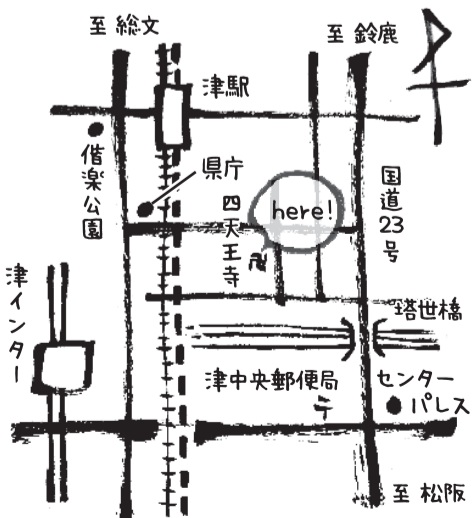 至 総文
至 鈴鹿
津駅
偕楽公園
県庁
四天王寺
卍
here!
国道23号
津インター
塔世橋
津中央郵便局
〒
センター
パレス
至 松阪